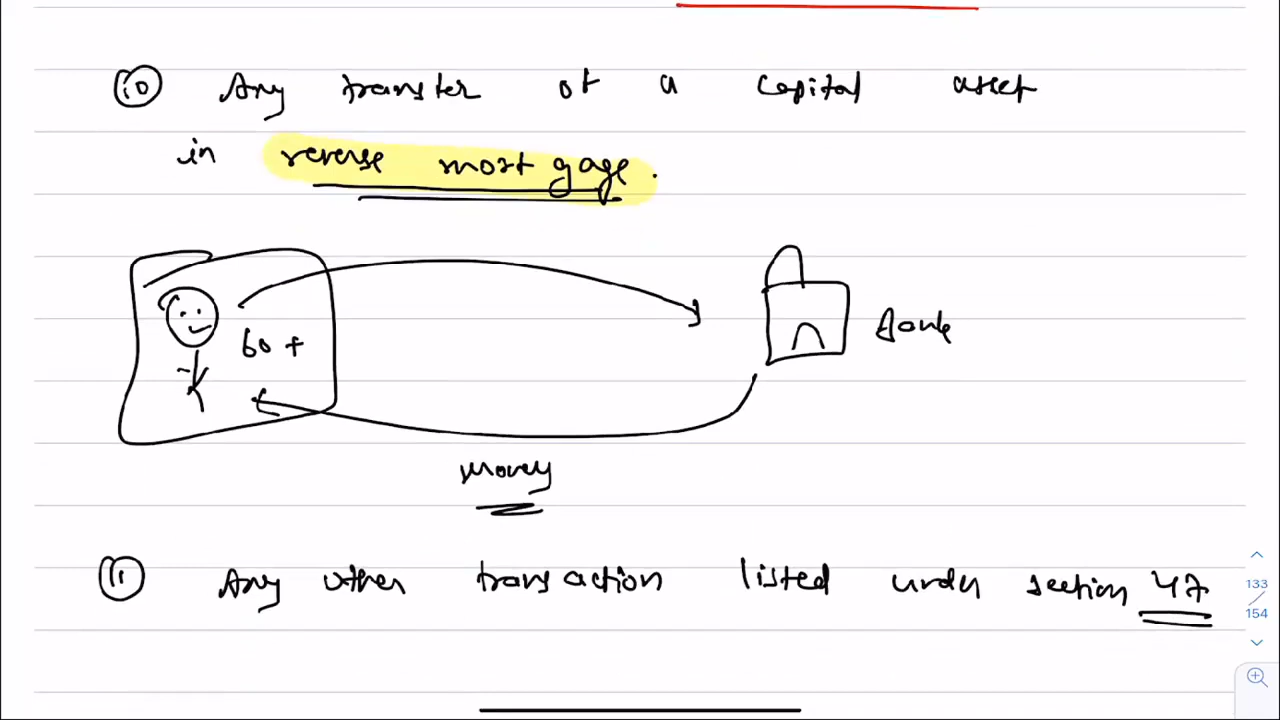 10 Any transfer of a capital asset
in reverse mortgage.
60 +
Bank
money
11 Any other transaction listed under section 47
133
154